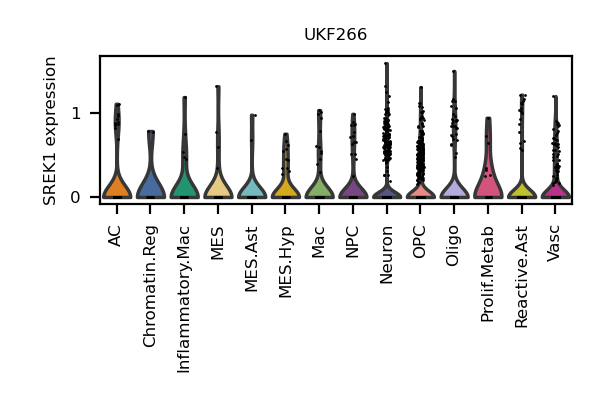 UKF266
SREK1 expression
1
0
AC
Chromatin.Reg
Inflammatory.Mac
MES
MES.Ast
MES.Hyp
Mac
NPC
Neuron
OPC
Oligo
Prolif.Metab
Reactive.Ast
Vasc